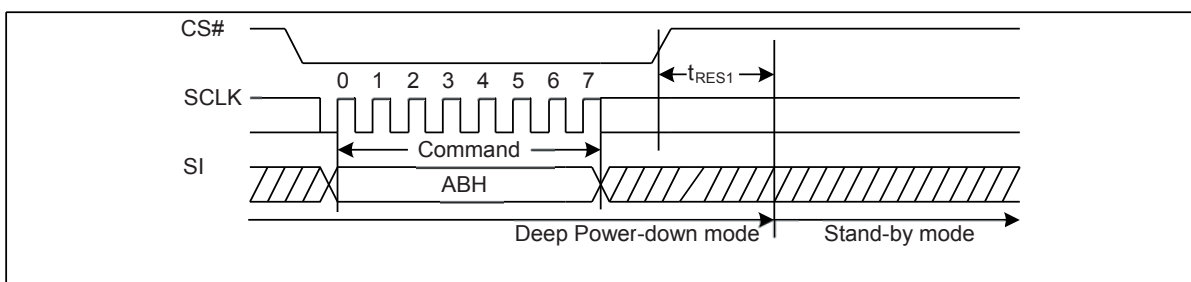 CS#
tRES1
0 1 2 3 4 5 6 7
SCLK
Command
SI
ABH
Deep Power-down mode Stand-by mode